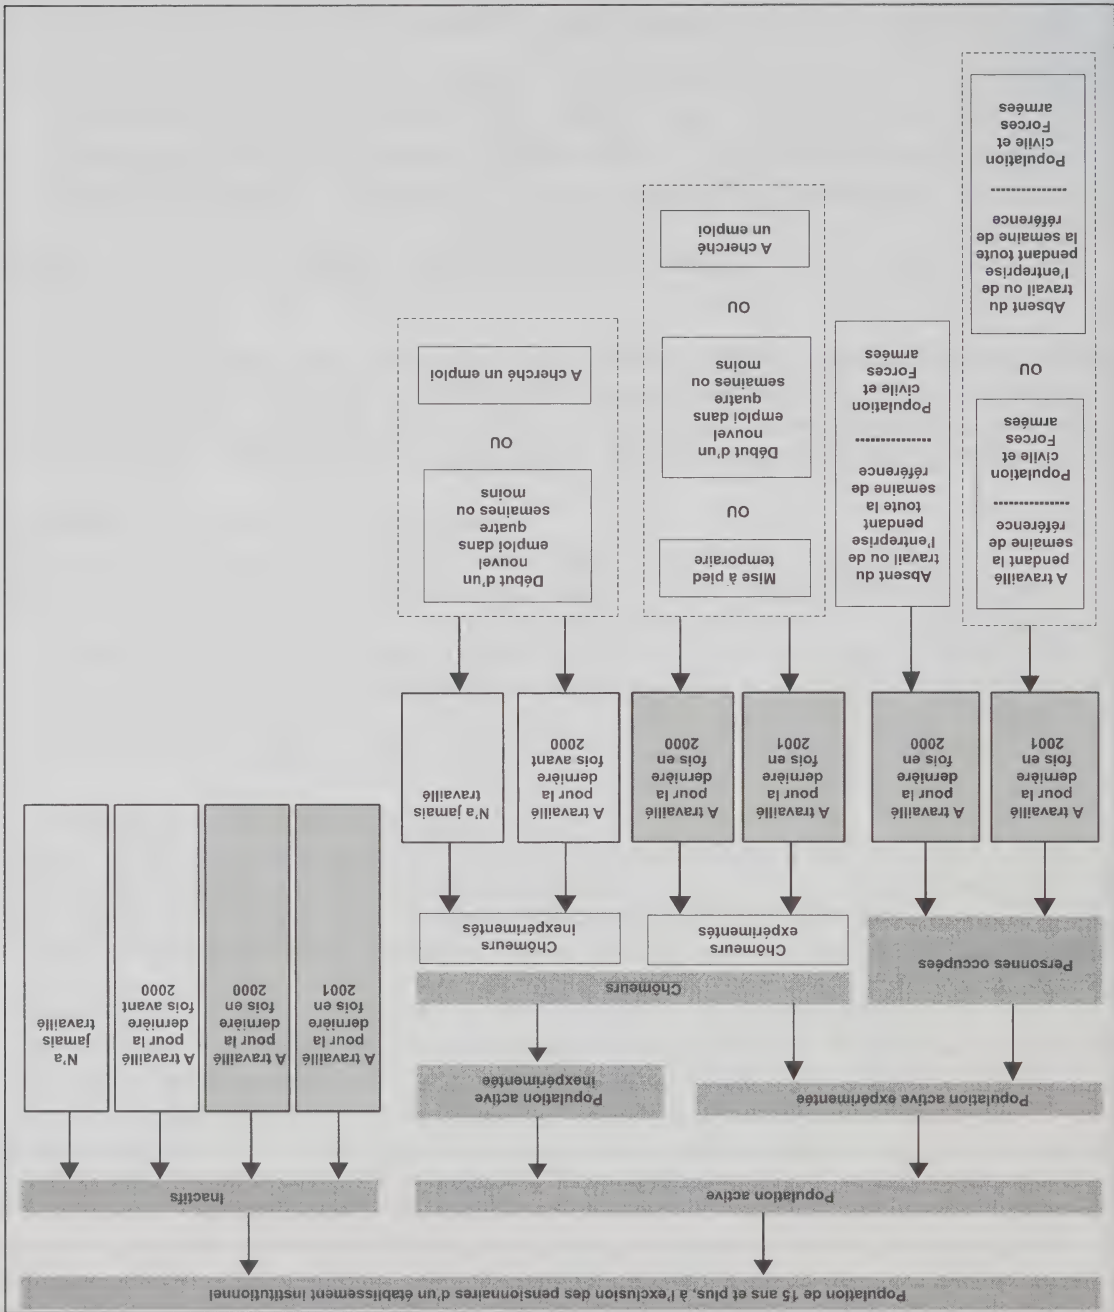 Population de 15 ans et plus, à l'exclusion des pensionnaires d'un établissement institutionnel
Population active
Inactifs
Population active expérimentée
Population active
inexpérimentée
A travaillé
pour la
dernière
fois en
2001
A travaillé
pour la
dernière
fois en
2000
A travaillé
pour la
dernière
fois avant
2000
N'a
jamais
travaillé
Personnes occupées
Chômeurs
Chômeurs
expérimentés
Chômeurs
inexpérimentés
A travaillé
pour la
dernière
fois en
2001
A travaillé
pour la
dernière
fois en
2000
A travaillé
pour la
dernière
fois en
2001
A travaillé
pour la
dernière
fois en
2000
A travaillé
pour la
dernière
fois avant
2000
N'a jamais
travaillé
A travaillé
pendant la
semaine de
référence
Population
civile et
Forces
armées
OU
Absent du
travail ou de
l'entreprise
pendant toute
la semaine de
référence
Population
civile et
Forces
armées
Absent du
travail ou de
l'entreprise
pendant
toute la
semaine de
référence
Population
civile et
Forces
armées
Mise à pied
temporaire
OU
Début d'un
nouvel
emploi dans
quatre
semaines ou
moins
OU
A cherché
un emploi
Début d'un
nouvel
emploi dans
quatre
semaines ou
moins
OU
A cherché un emploi